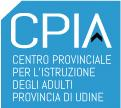 CPIA
CENTRO PROVINCIALE
PER L'ISTRUZIONE
DEGLI ADULTI
PROVINCIA DI UDINE